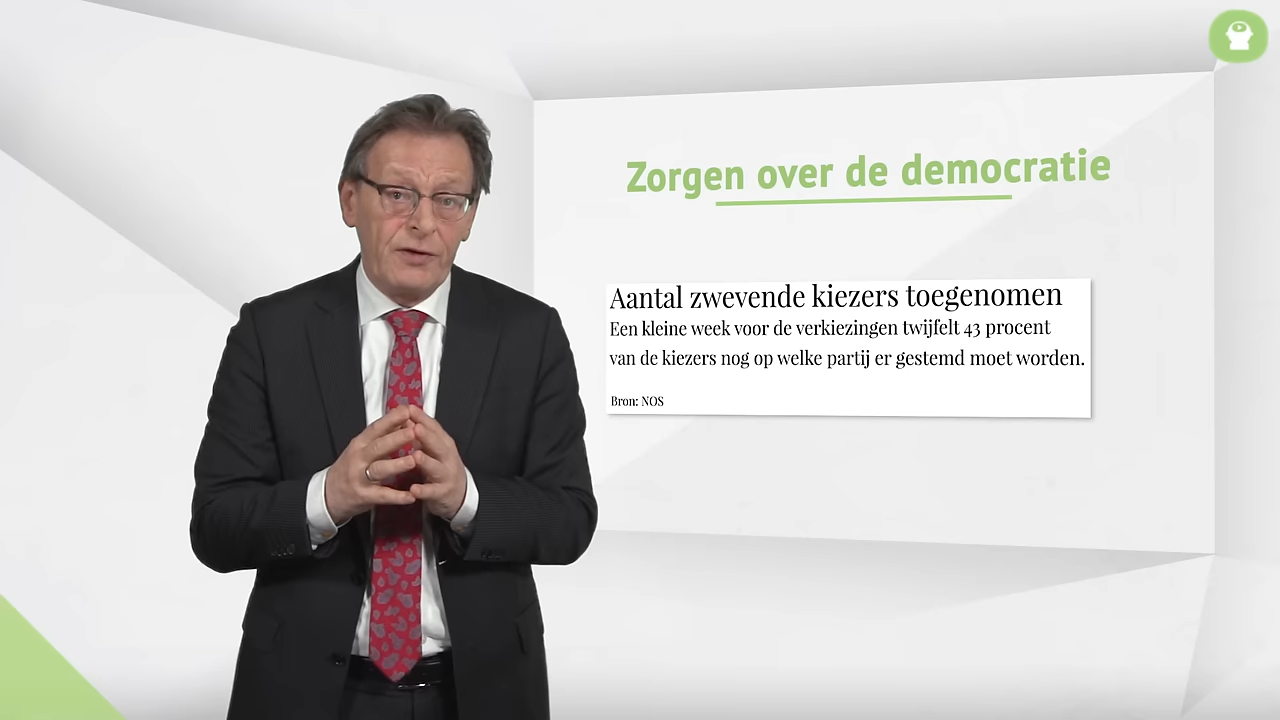 Zorgen over de democratie
Aantal zwevende kiezers toegenomen
Een kleine week voor de verkiezingen twijfelt 43 procent
van de kiezers nog op welke partij er gestemd moet worden.
Bron: NOS